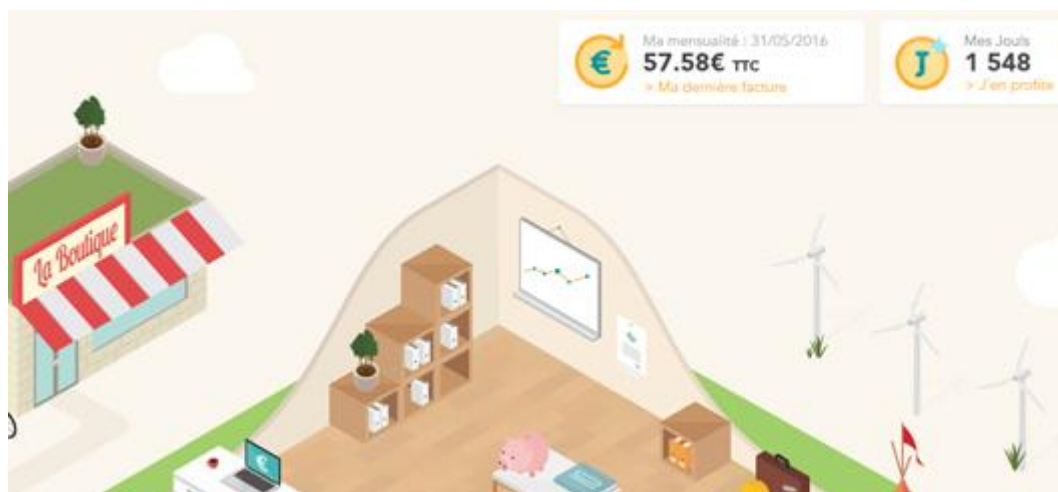 Ma mensualité : 31/05/2016
57.58€ TTC
> Ma dernière facture
Mes Jouls
1 548
> J'en profite
La Boutique